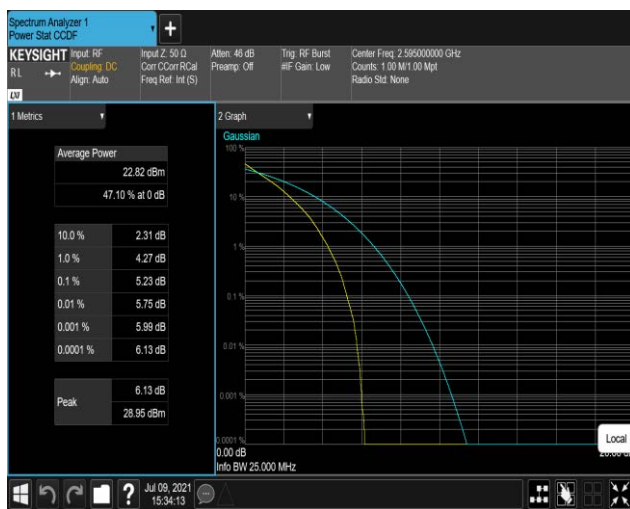 Spectrum Analyzer 1
Power Stat CCDF
+
KEYSIGHT
RL
LXI
Input: RF
Coupling: DC
Align: Auto
Input Z: 50 Ω
Corr CCorr RCal
Freq Ref: Int (S)
Atten: 46 dB
Preamp: Off
Trig: RF Burst
#IF Gain: Low
Center Freq: 2.595000000 GHz
Counts: 1.00 M/1.00 Mpt
Radio Std: None
1 Metrics
Average Power
22.82 dBm
47.10 % at 0 dB
10.0 % 2.31 dB
1.0 % 4.27 dB
0.1 % 5.23 dB
0.01 % 5.75 dB
0.001 % 5.99 dB
0.0001 % 6.13 dB
Peak
6.13 dB
28.95 dBm
2 Graph
Gaussian
100 %
10 %
1 %
0.1 %
0.01 %
0.001 %
0.0001 %
0.00 dB
Info BW 25.000 MHz
Local
?
Jul 09, 2021
15:34:13